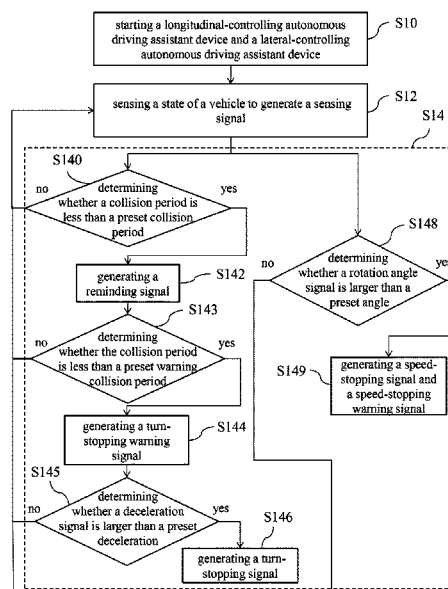 starting a longitudinal-controlling autonomous
driving assistant device and a lateral-controlling
autonomous driving assistant device
S10
sensing a state of a vehicle to generate a sensing
signal
S12
S14
S140
no
determining
whether a collision period is
less than a preset collision
period
yes
S148
no
determining
whether a rotation angle
signal is larger than a
preset angle
yes
generating a
reminding signal
S142
S143
no
determining
whether the collision period
is less than a preset warning
collision period
yes
S149
generating a speed-
stopping signal and
a speed-stopping
warning signal
generating a turn-
stopping warning
signal
S144
S145
no
determining
whether a deceleration
signal is larger than a preset
deceleration
yes
S146
generating a turn-
stopping signal